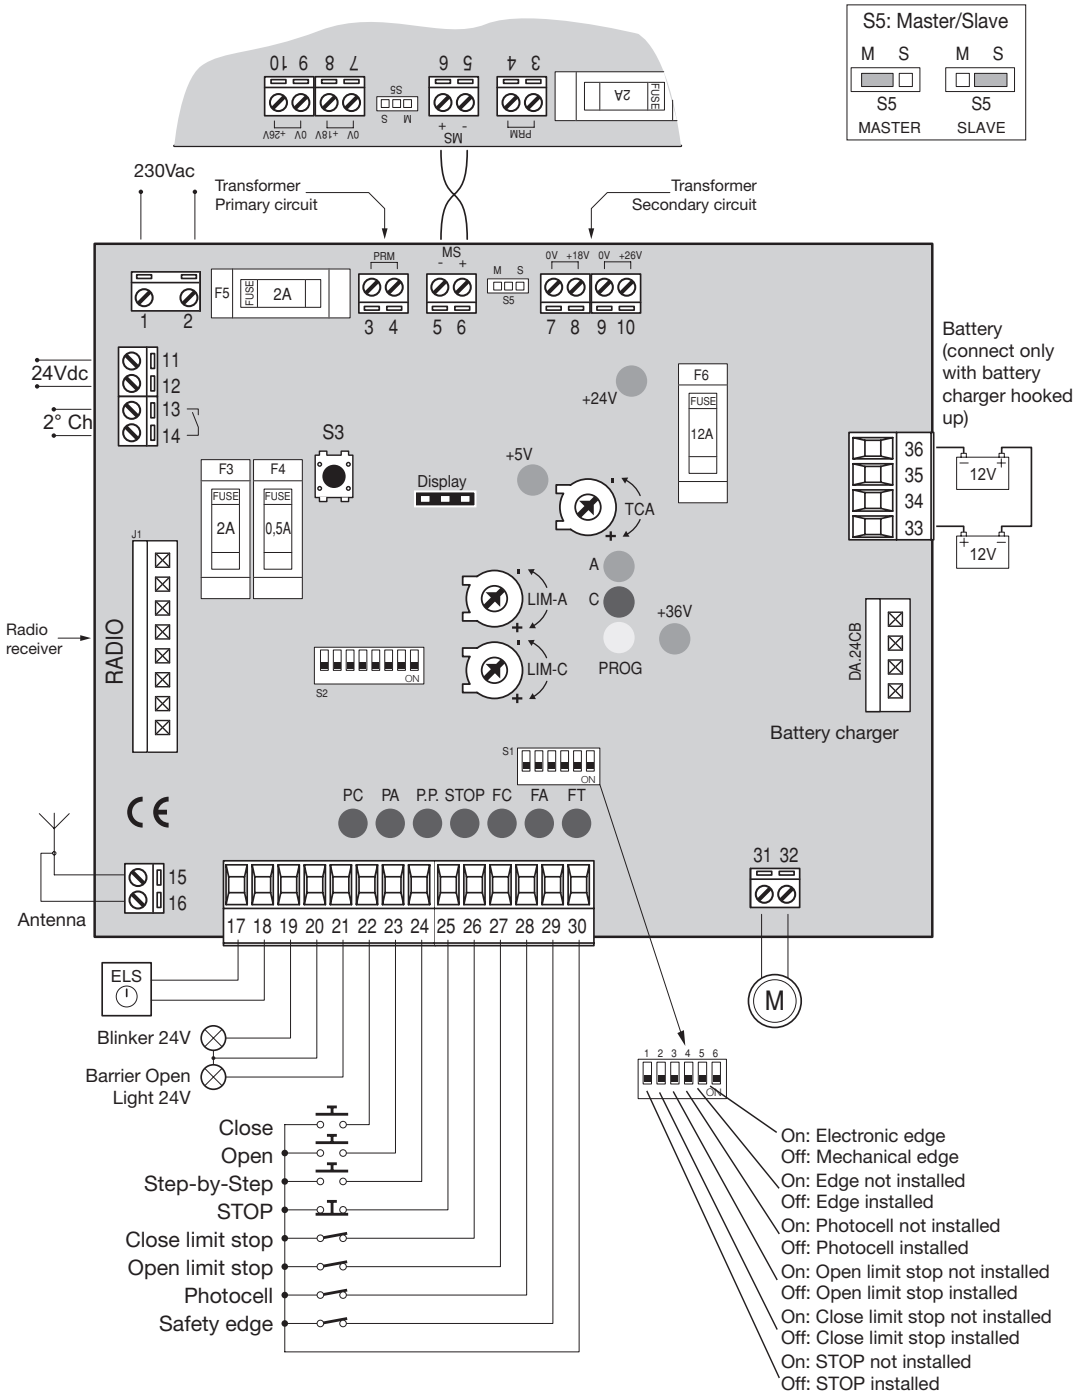 S5: Master/Slave
M S M S
S5 S5
MASTER SLAVE
10 9 8 7 6 5 4 3
S5
S M
0V +26V 0V +18V
+ -
MS
PRM
2A
FUSE
230Vac
Transformer
Primary circuit
Transformer
Secondary circuit
PRM
MS
- +
M S
S5
0V +18V 0V +26V
F5
FUSE
2A
1 2
3 4 5 6 7 8 9 10
24Vdc
11
12
2° Ch
13
14
+24V
F6
FUSE
12A
Battery
(connect only
with battery
charger hooked
up)
36
35
34
33
- +
12V
+ -
12V
S3
F3
FUSE
2A
F4
FUSE
0,5A
Display
+5V
-
TCA
+
J1
RADIO
Radio
receiver
A
C
PROG
+36V
-
LIM-A
+
-
LIM-C
+
S2
ON
DA.24CB
Battery charger
S1
ON
CE
PC PA P.P. STOP FC FA FT
15
16
Antenna
17 18 19 20 21 22 23 24 25 26 27 28 29 30
31 32
M
ELS
Blinker 24V
Barrier Open
Light 24V
Close
Open
Step-by-Step
STOP
Close limit stop
Open limit stop
Photocell
Safety edge
1 2 3 4 5 6
ON
On: Electronic edge
Off: Mechanical edge
On: Edge not installed
Off: Edge installed
On: Photocell not installed
Off: Photocell installed
On: Open limit stop not installed
Off: Open limit stop installed
On: Close limit stop not installed
Off: Close limit stop installed
On: STOP not installed
Off: STOP installed